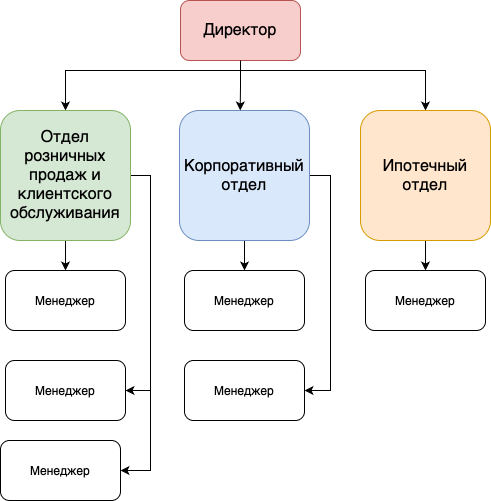 Директор
Отдел
розничных
продаж и
клиентского
обслуживания
Корпоративный
отдел
Ипотечный
отдел
Менеджер
Менеджер
Менеджер
Менеджер
Менеджер
Менеджер